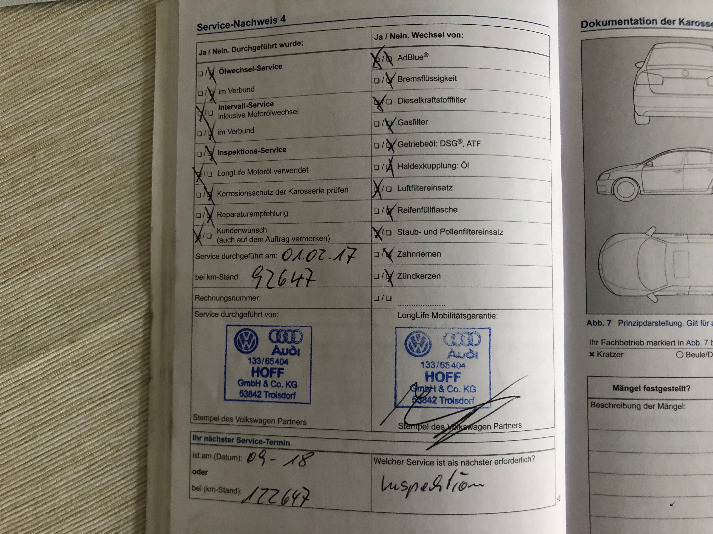 Service-Nachweis 4
Ja / Nein. Durchgeführt wurde:
Ölwechsel-Service
im Verbund
Intervall-Service
inklusive Motorölwechsel
im Verbund
Inspektions-Service
LongLife Motoröl verwendet
Korrosionsschutz der Karosserie prüfen
Reparaturempfehlung
Kundenwunsch
(auch auf dem Auftrag vermerken)
Service durchgeführt am: 01.02.17
bei km-Stand: 92647
Rechnungsnummer:
Service durchgeführt von:
Audi
133/65404
HOFF
GmbH & Co. KG
53842 Troisdorf
Stempel des Volkswagen Partners
Ja / Nein. Wechsel von:
AdBlue®
Bremsflüssigkeit
Dieselkraftstofffilter
Gasfilter
Getriebeöl: DSG®, ATF
Haldexkupplung: Öl
Luftfiltereinsatz
Reifenfüllflasche
Staub- und Pollenfiltereinsatz
Zahnriemen
Zündkerzen
LongLife Mobilitätsgarantie:
Audi
133/65404
HOFF
GmbH & Co. KG
53842 Troisdorf
Stempel des Volkswagen Partners
Ihr nächster Service-Termin
ist am (Datum): 09-18
oder
bei (km-Stand): 122647
Welcher Service ist als nächster erforderlich?
Inspektion
Dokumentation der Karosse
Abb. 7 Prinzipdarstellung. Gilt für a
Ihr Fachbetrieb markiert in Abb. 7 b
x Kratzer
Beule/D
Mängel festgestellt?
Beschreibung der Mängel: